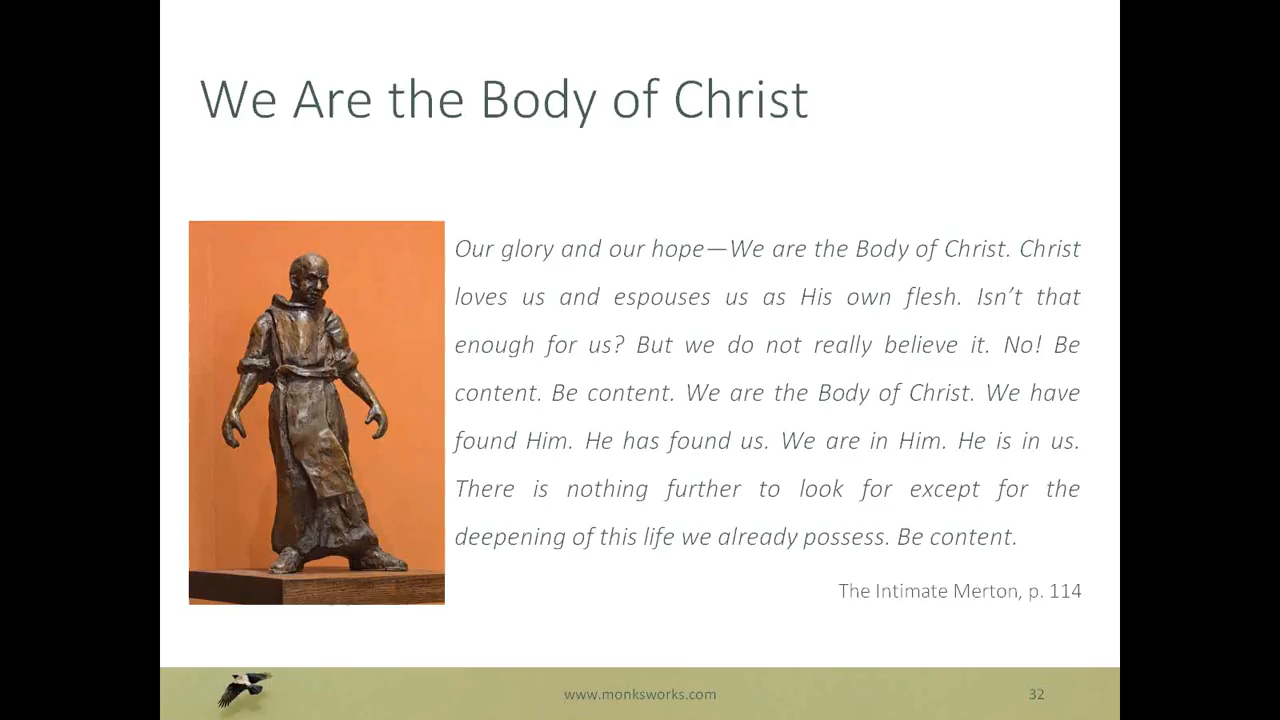 We Are the Body of Christ
Our glory and our hope—We are the Body of Christ. Christ
loves us and espouses us as His own flesh. Isn’t that
enough for us? But we do not really believe it. No! Be
content. Be content. We are the Body of Christ. We have
found Him. He has found us. We are in Him. He is in us.
There is nothing further to look for except for the
deepening of this life we already possess. Be content.
The Intimate Merton, p. 114
www.monksworks.com
32